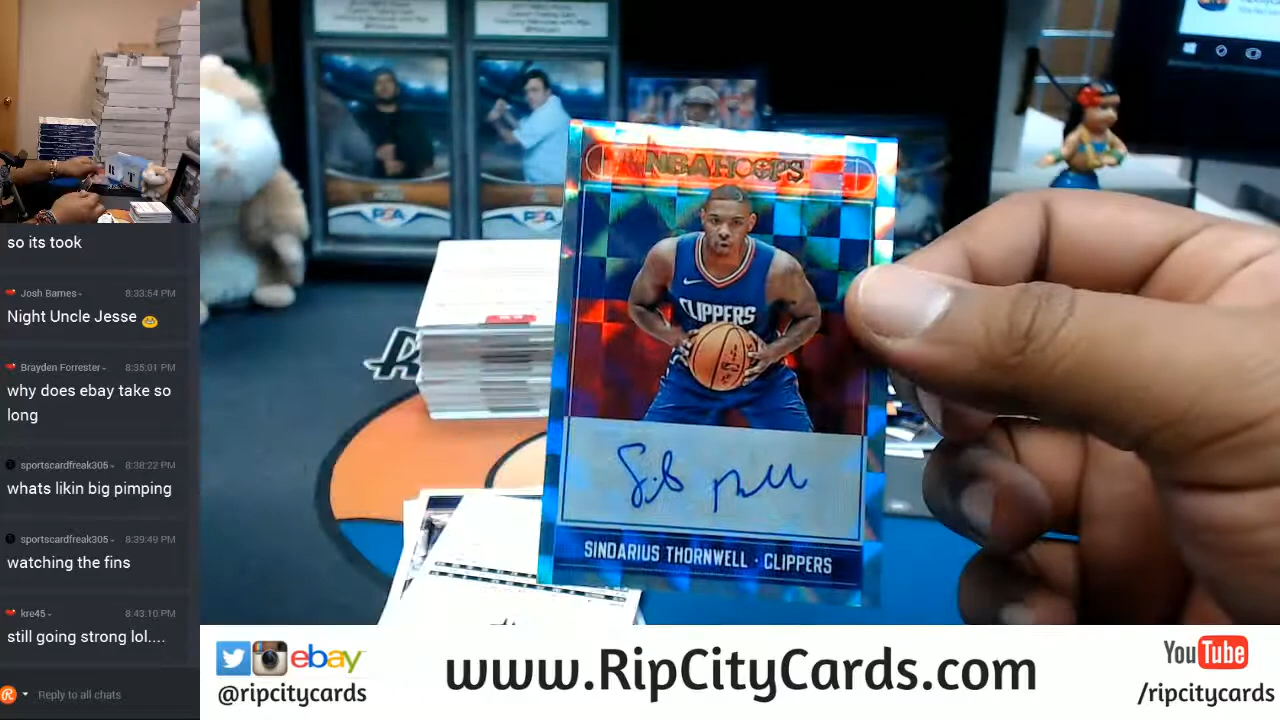 so its took
Josh Barnes
8:33:54 PM
Night Uncle Jesse
Brayden Forrester
8:35:01 PM
why does ebay take so
long
sportscardfreak305
8:38:22 PM
whats likin big pimping
sportscardfreak305
8:39:49 PM
watching the fins
kre45
8:43:10 PM
still going strong lol....
Reply to all chats
PSA
PSA
NBA HOOPS
CLIPPERS
SINDARIUS THORNWELL · CLIPPERS
ebay
@ripcitycards
www.RipCityCards.com
YouTube
/ripcitycards